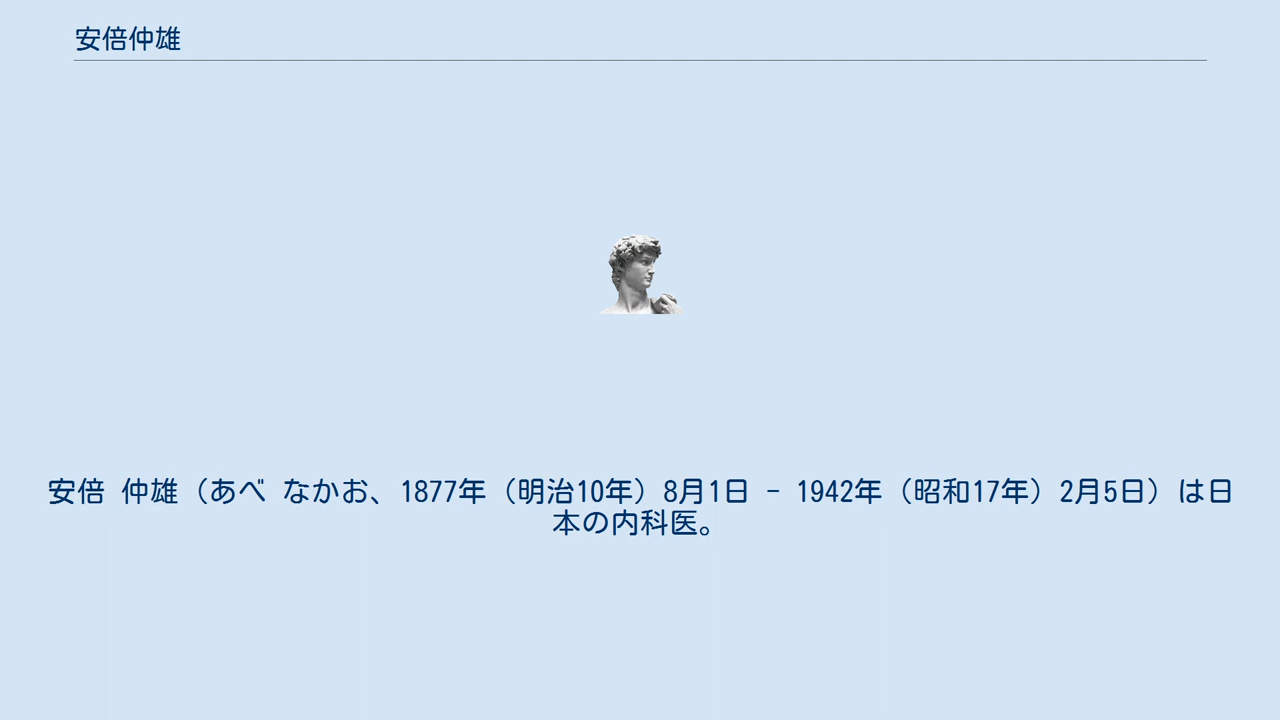 安倍仲雄
安倍 仲雄（あべ なかお、1877年（明治10年）8月1日 - 1942年（昭和17年）2月5日）は日
本の内科医。